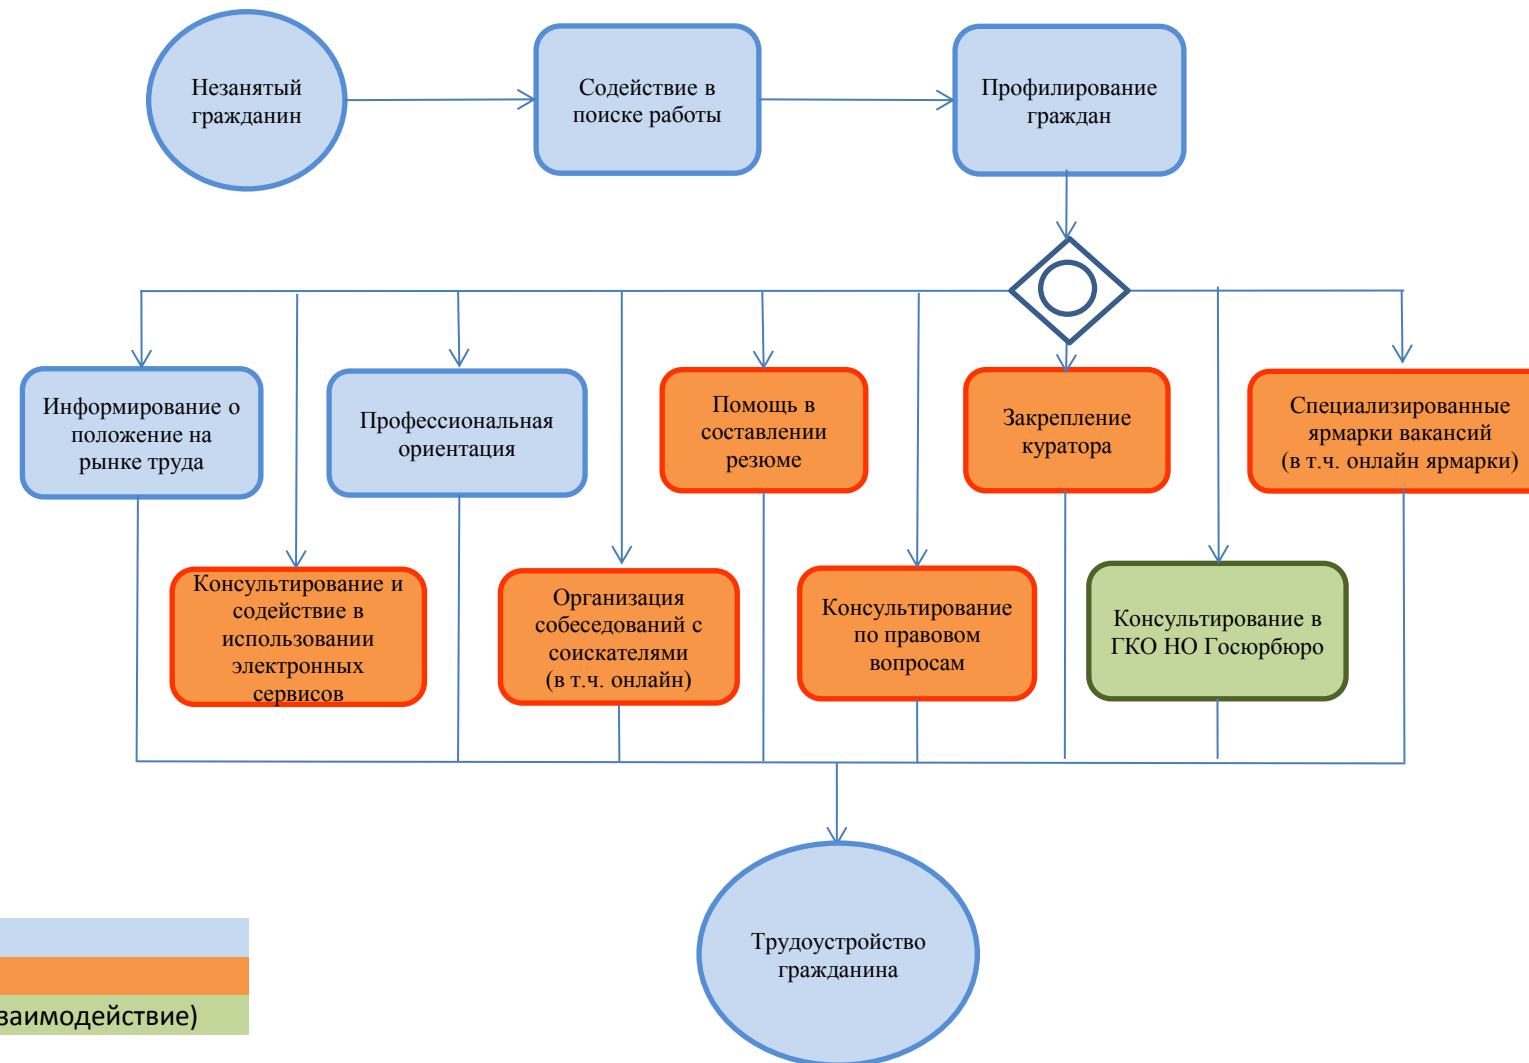 Незанятый
гражданин
Содействие в
поиске работы
Профилирование
граждан
Информирование о
положение на
рынке труда
Профессиональная
ориентация
Помощь в
составлении
резюме
Закрепление
куратора
Специализированные
ярмарки вакансий
(в т.ч. онлайн ярмарки)
Консультирование и
содействие в
использовании
электронных
сервисов
Организация
собеседований с
соискателями
(в т.ч. онлайн)
Консультирование
по правовом
вопросам
Консультирование в
ГКО НО Госюрбюро
Трудоустройство
гражданина
заимодействие)